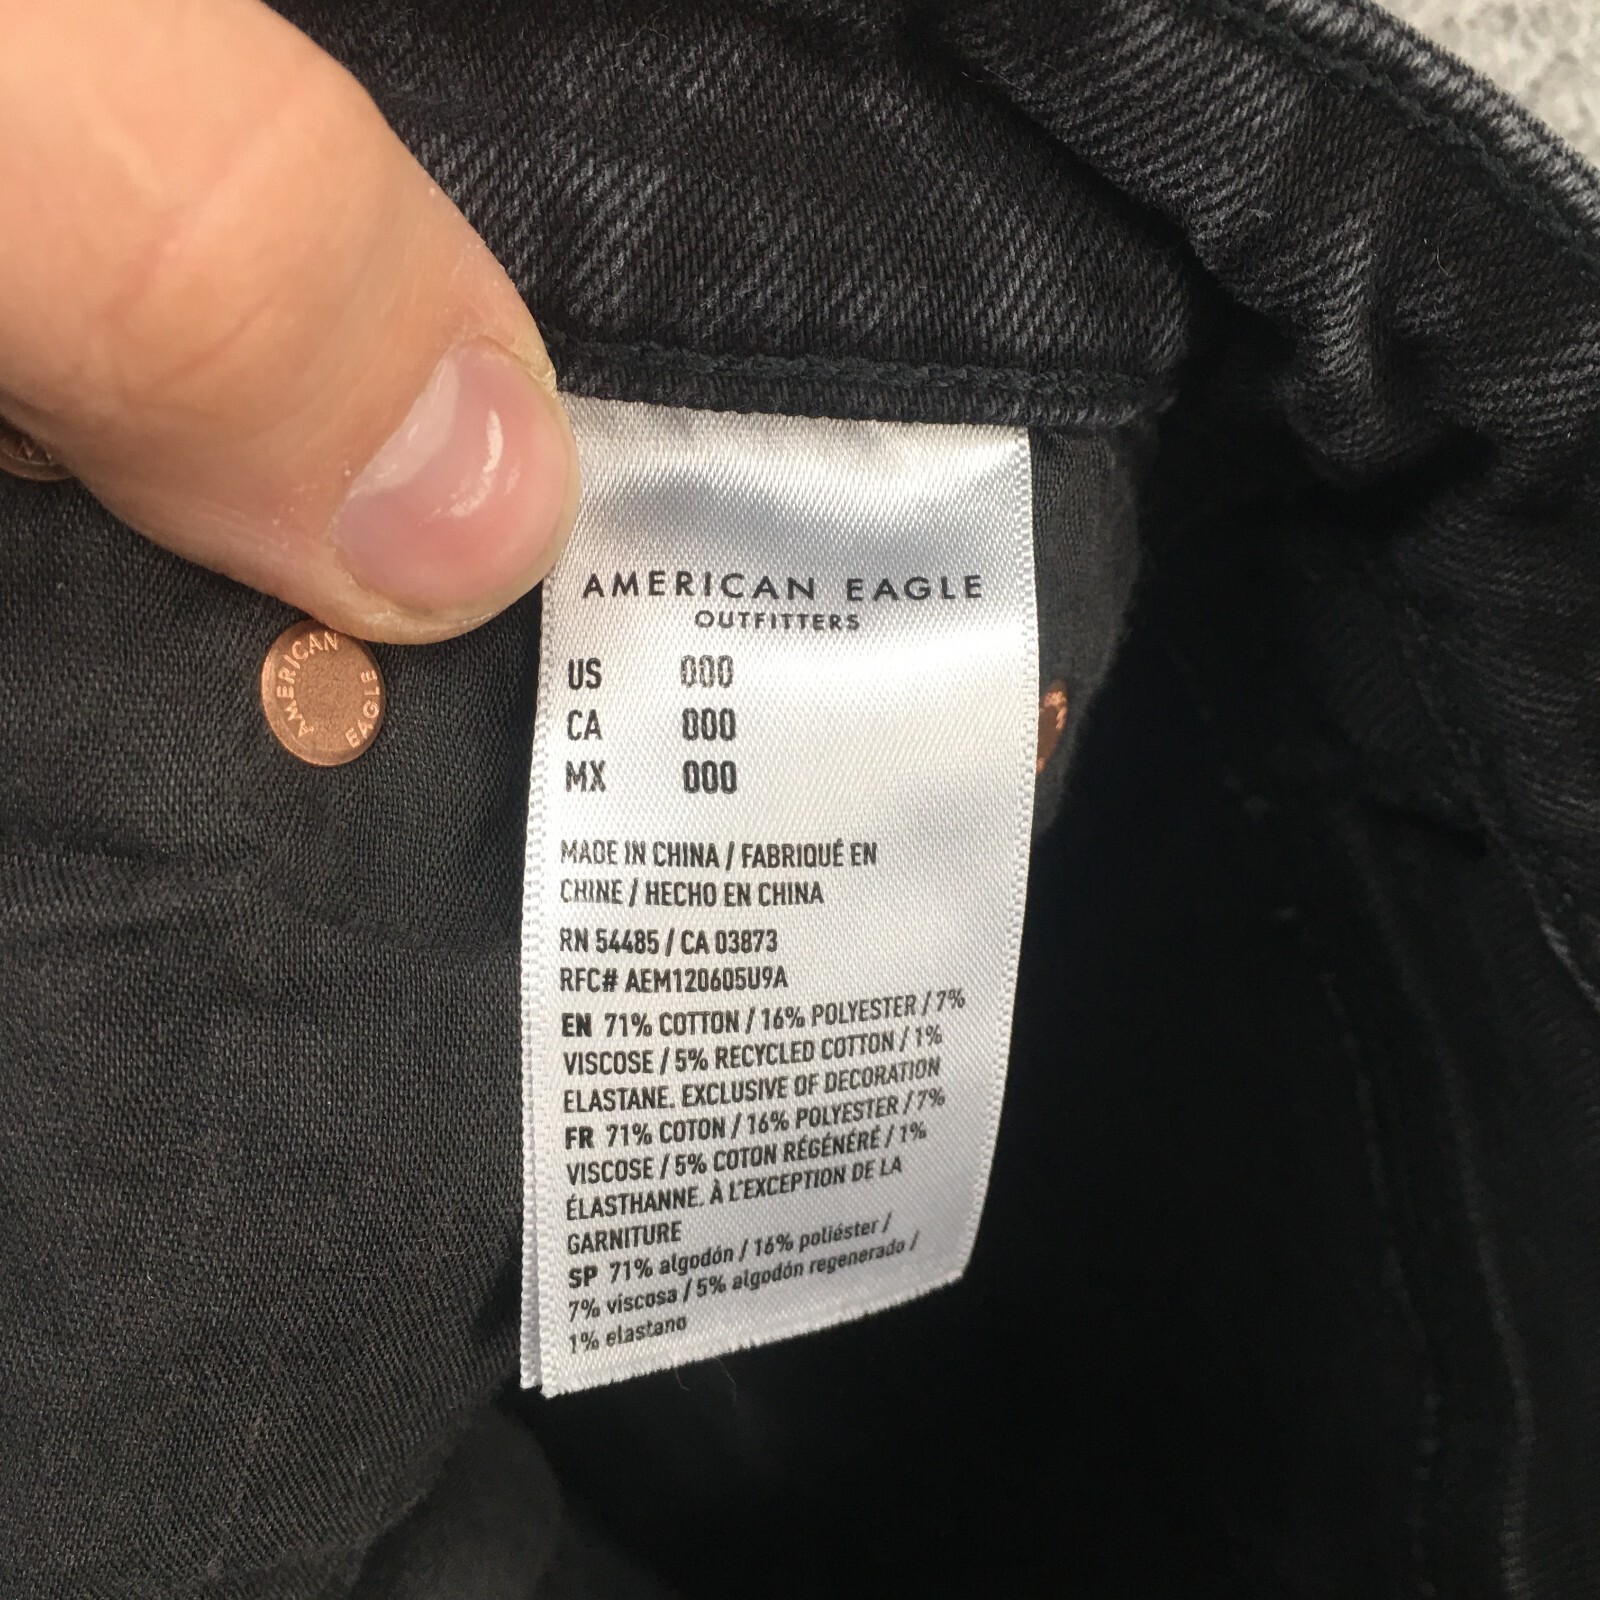 AMERICAN EAGLE
OUTFITTERS
US 000
CA 000
MX 000
MADE IN CHINA / FABRIQUÉ EN
CHINE / HECHO EN CHINA
RN 54485 / CA 03873
RFC# AEM120605U9A
EN 71% COTTON / 16% POLYESTER / 7%
VISCOSE / 5% RECYCLED COTTON / 1%
ELASTANE. EXCLUSIVE OF DECORATION
FR 71% COTON / 16% POLYESTER / 7%
VISCOSE / 5% COTON RÉGÉNÉRÉ / 1%
ÉLASTHANNE. À L'EXCEPTION DE LA
GARNITURE
SP 71% algodón / 16% poliéster /
7% viscosa / 5% algodón regenerado /
1% elastano
AMERICAN
EAGLE